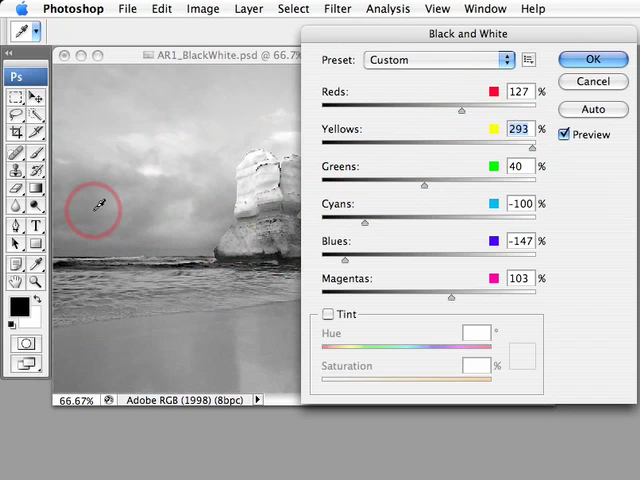 Photoshop File Edit Image Layer Select Filter Analysis View Window Help
Ps
AR1_BlackWhite.psd @ 66.7%
66.67% Adobe RGB (1998) (8bpc)
Black and White
Preset: Custom
OK
Cancel
Auto
Preview
Reds: 127 %
Yellows: 293 %
Greens: 40 %
Cyans: -100 %
Blues: -147 %
Magentas: 103 %
Tint
Hue °
Saturation %